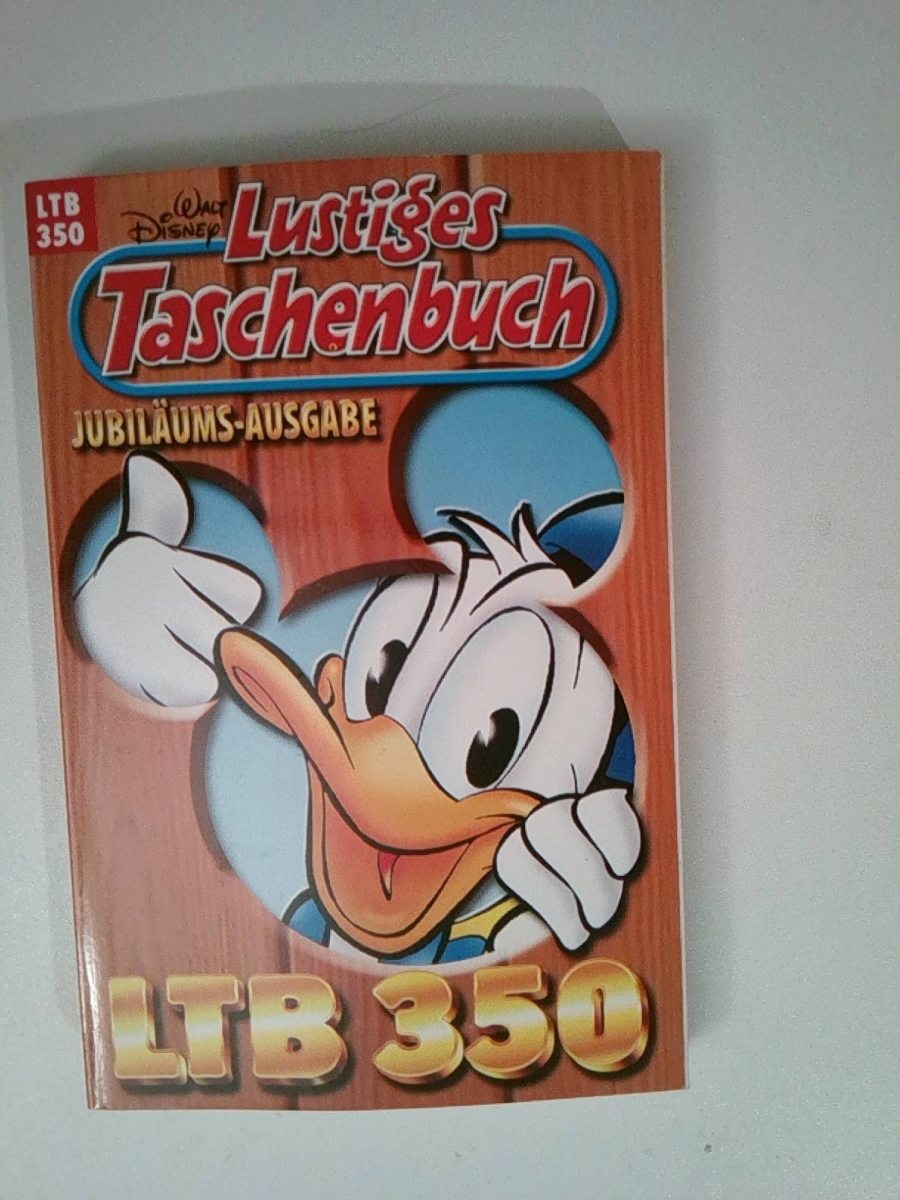 LTB
350
WALT
DISNEY
Lustiges
Taschenbuch
JUBILÄUMS-AUSGABE
LTB 350